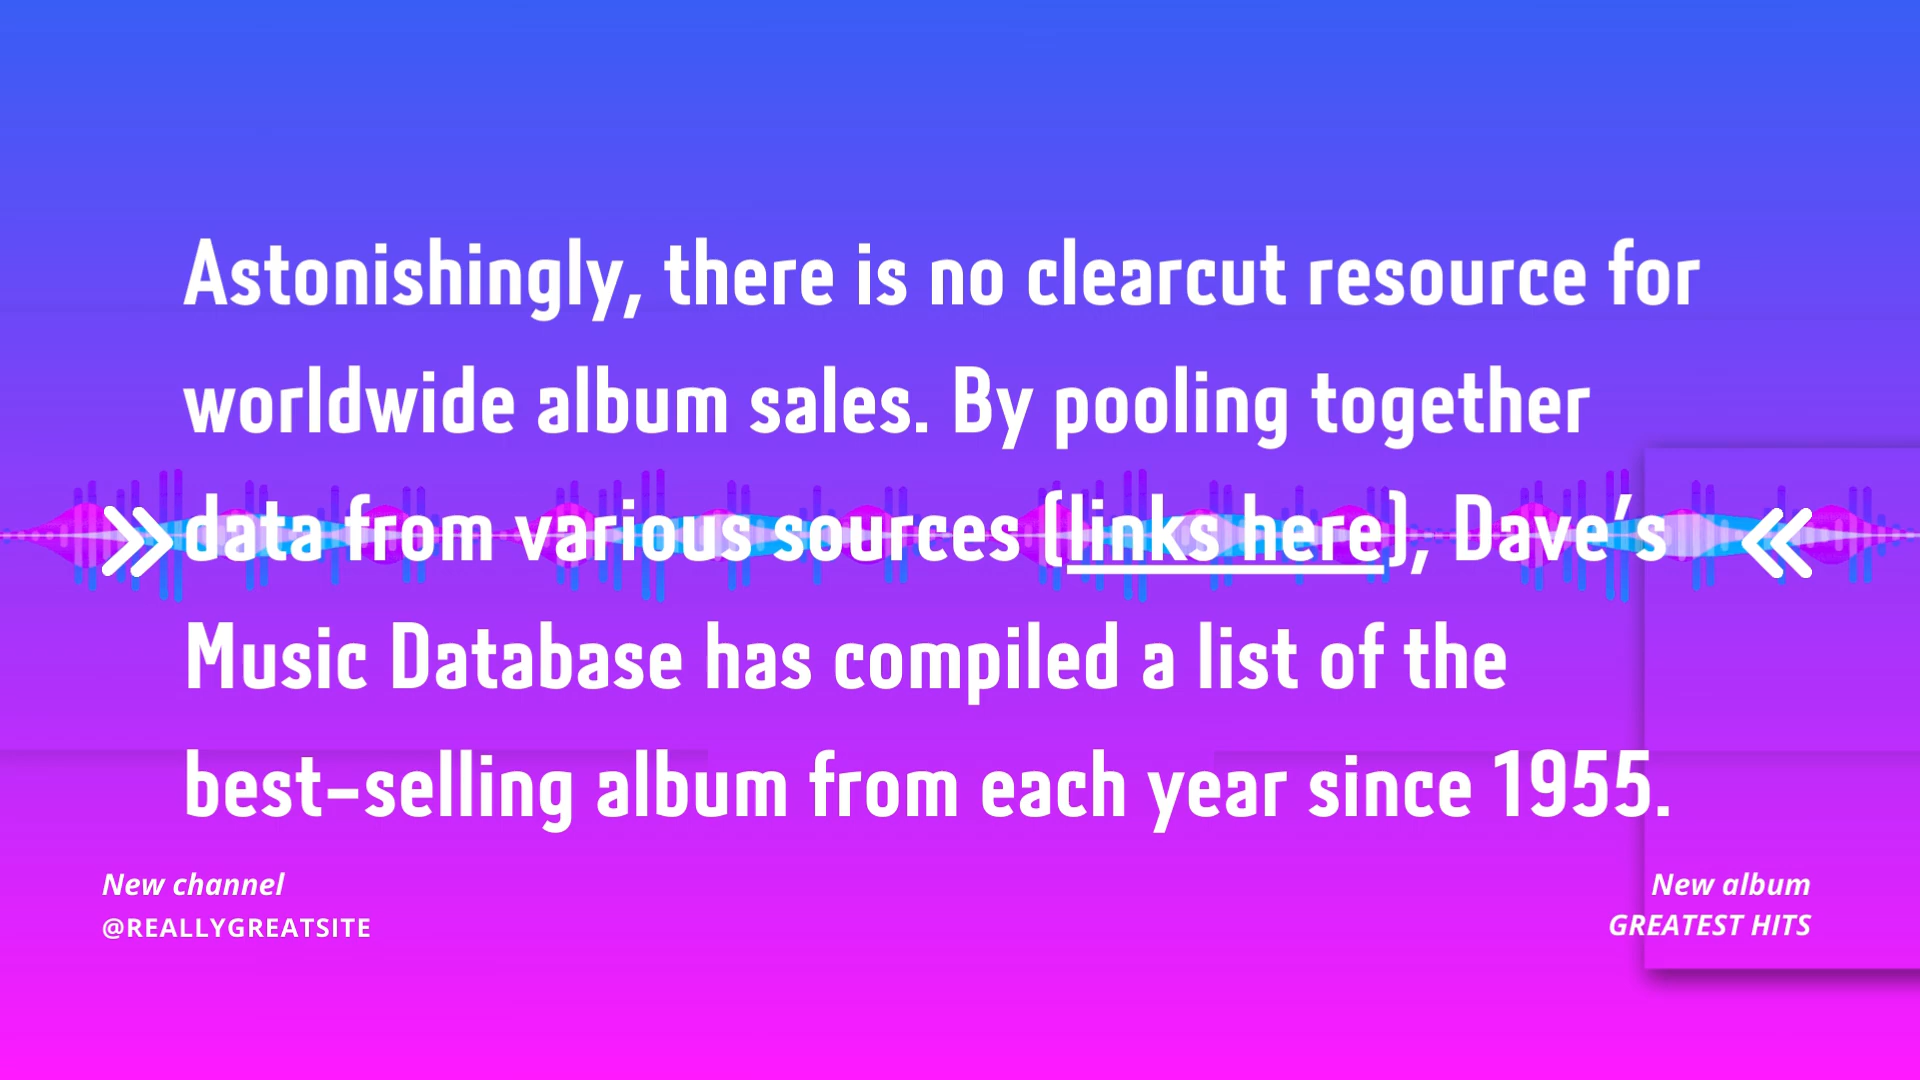 Astonishingly, there is no clearcut resource for
worldwide album sales. By pooling together
data from various sources (links here), Dave's
Music Database has compiled a list of the
best-selling album from each year since 1955.
New channel
@REALLYGREATSITE
New album
GREATEST HITS